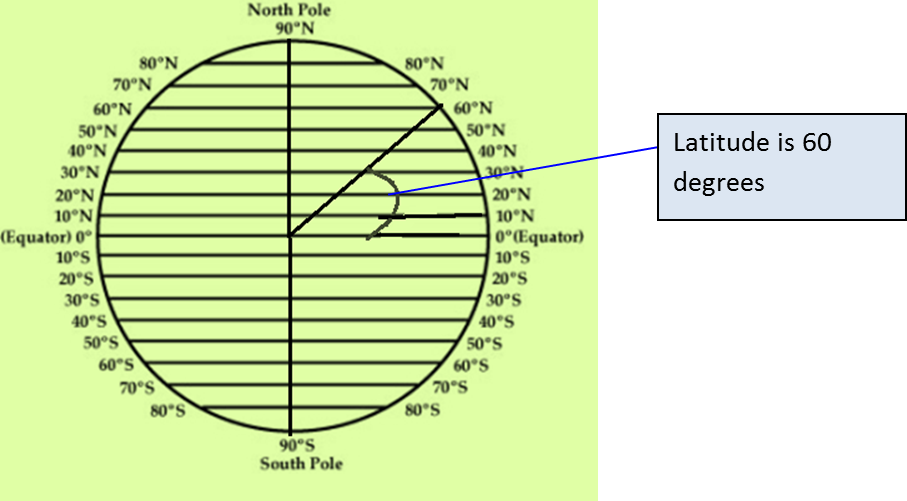 North Pole
90°N
80°N 80°N
70°N 70°N
60°N 60°N
50°N 50°N
40°N 40°N
30°N 30°N
20°N 20°N
10°N 10°N
(Equator) 0° 0°(Equator)
10°S 10°S
20°S 20°S
30°S 30°S
40°S 40°S
50°S 50°S
60°S 60°S
70°S 70°S
80°S 80°S
90°S
South Pole
Latitude is 60
degrees